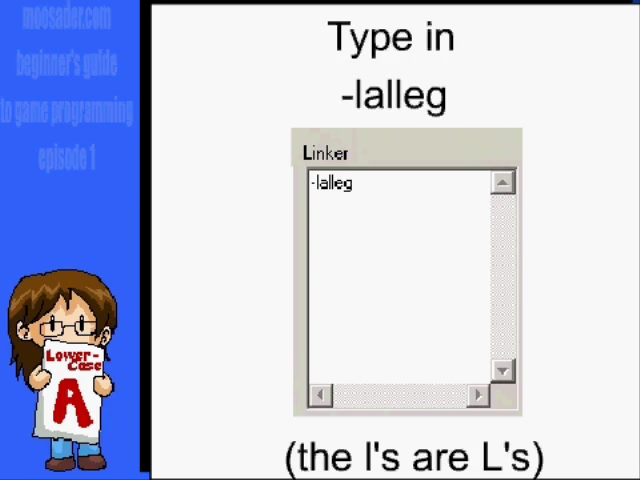 moosader.com
beginner's guide
to game programming
episode 1
Type in
-lalleg
Linker
-lalleg
Lower-
Case
A
(the l's are L's)